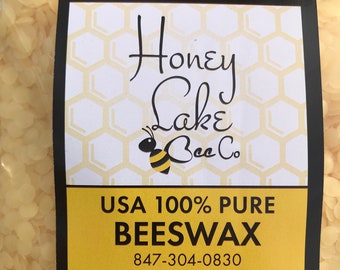 Honey
Lake
Bee Co
USA 100% PURE
BEESWAX
847-304-0830